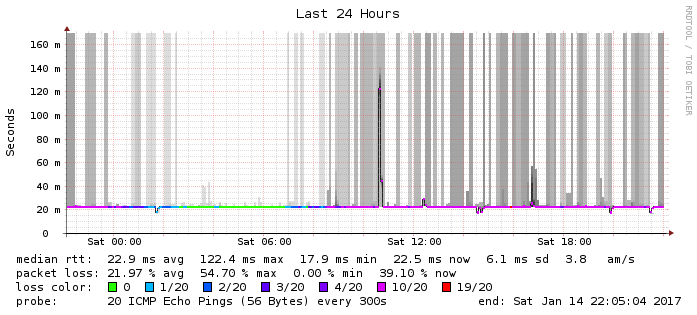 Last 24 Hours
RRDTOOL / TOBI OETIKER
Seconds
160 m
140 m
120 m
100 m
80 m
60 m
40 m
20 m
0
Sat 00:00 Sat 06:00 Sat 12:00 Sat 18:00
median rtt: 22.9 ms avg 122.4 ms max 17.9 ms min 22.5 ms now 6.1 ms sd 3.8 am/s
packet loss: 21.97 % avg 54.70 % max 0.00 % min 39.10 % now
loss color: 0 1/20 2/20 3/20 4/20 10/20 19/20
probe: 20 ICMP Echo Pings (56 Bytes) every 300s end: Sat Jan 14 22:05:04 2017